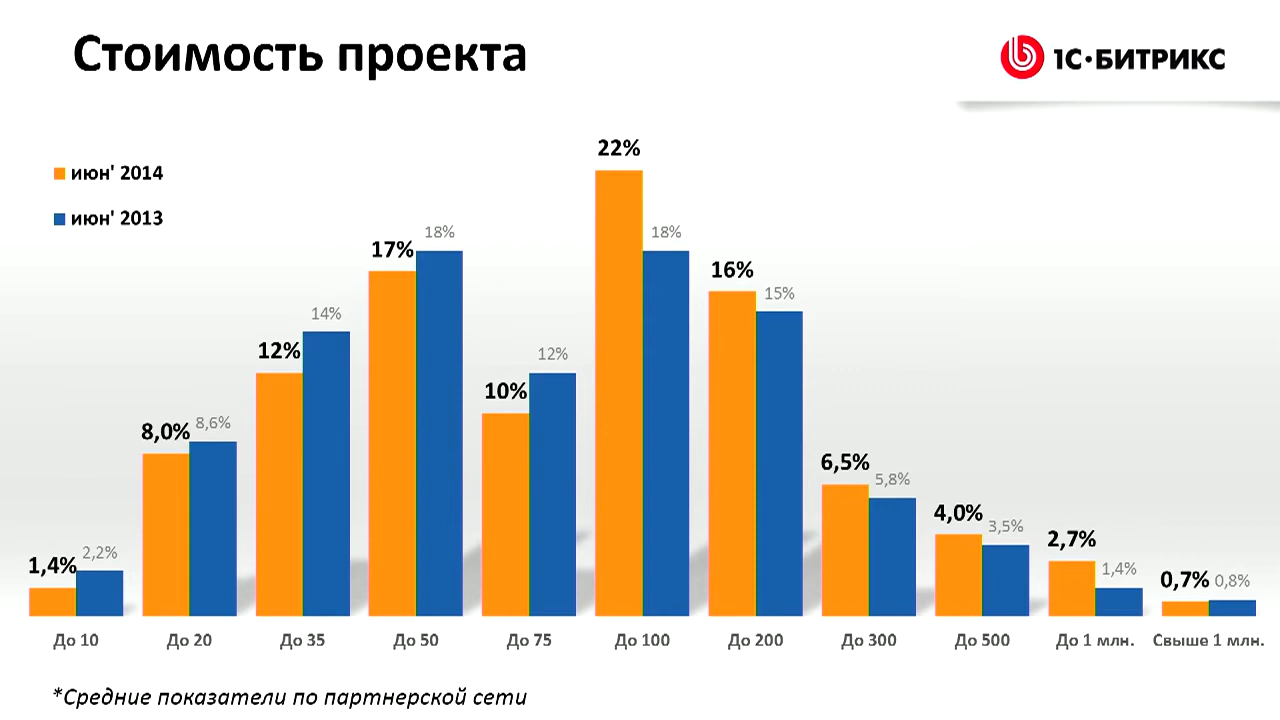 Стоимость проекта
1С·БИТРИКС
июн' 2014
июн' 2013
1,4% 2,2%
8,0% 8,6%
12% 14%
17% 18%
10% 12%
22% 18%
16% 15%
6,5% 5,8%
4,0% 3,5%
2,7% 1,4%
0,7% 0,8%
До 10 До 20 До 35 До 50 До 75 До 100 До 200 До 300 До 500 До 1 млн. Свыше 1 млн.
*Средние показатели по партнерской сети